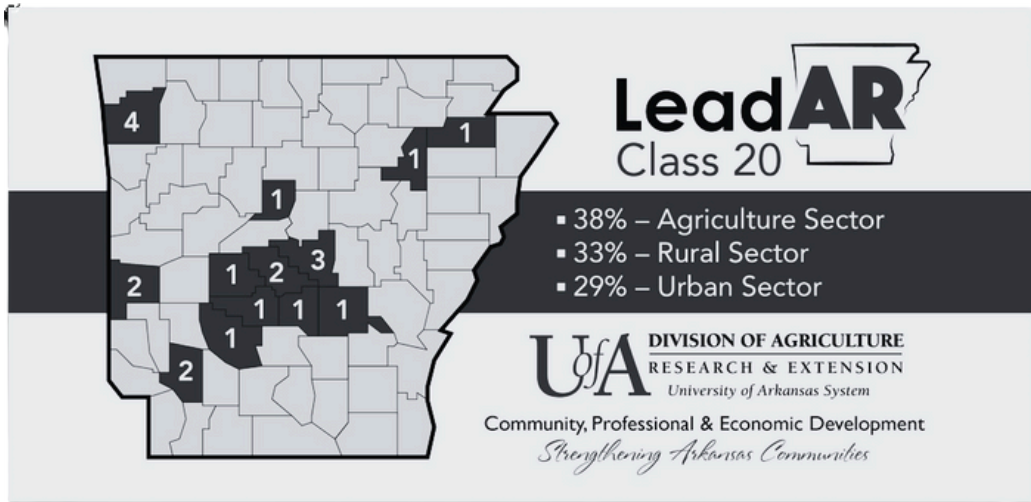 4
1
1
1
3
1
2
2
1
1
1
1
2
LeadAR
Class 20
▪ 38% – Agriculture Sector
▪ 33% – Rural Sector
▪ 29% – Urban Sector
UofA
DIVISION OF AGRICULTURE
RESEARCH & EXTENSION
University of Arkansas System
Community, Professional & Economic Development
Strengthening Arkansas Communities